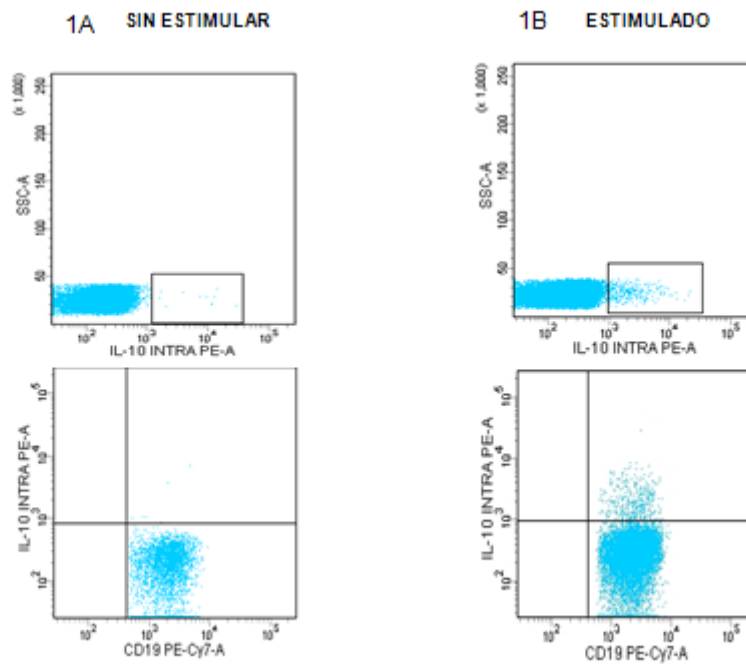 1A SIN ESTIMULAR
(x 1,000)
250
200
150
100
50
SSC-A
10² 10³ 10⁴ 10⁵
IL-10 INTRA PE-A
10⁵
10⁴
10³
10²
IL-10 INTRA PE-A
10² 10³ 10⁴ 10⁵
CD19 PE-Cy7-A
1B ESTIMULADO
(x 1,000)
250
200
150
100
50
SSC-A
10² 10³ 10⁴ 10⁵
IL-10 INTRA PE-A
10⁵
10⁴
10³
10²
IL-10 INTRA PE-A
10² 10³ 10⁴ 10⁵
CD19 PE-Cy7-A